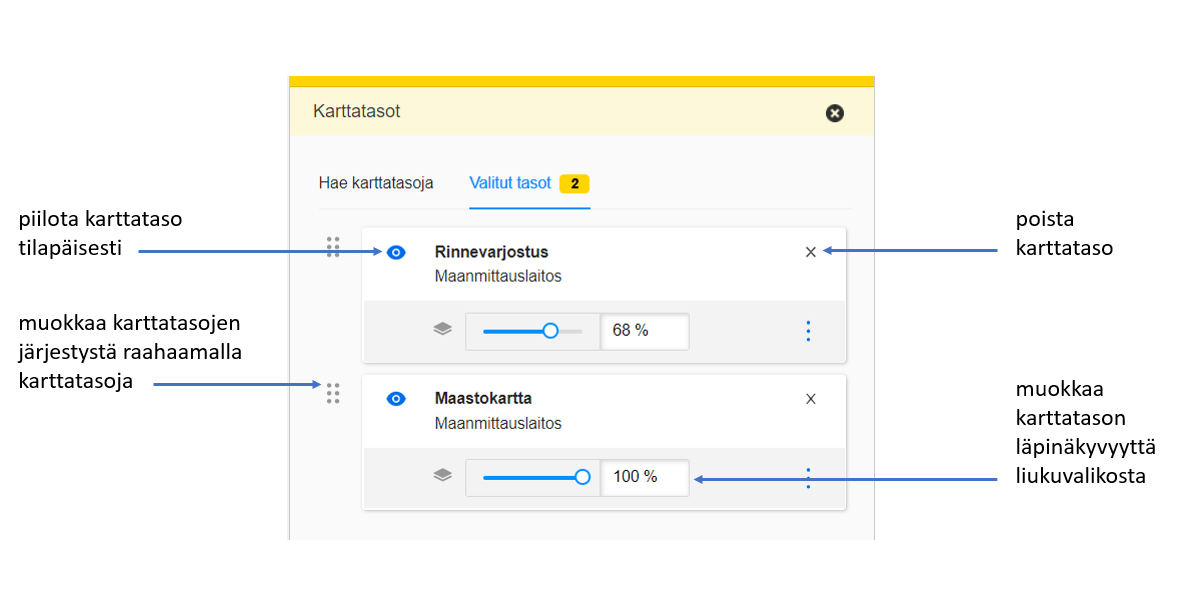 Karttatasot
Hae karttatasoja
Valitut tasot 2
piilota karttataso
tilapäisesti
Rinnevarjostus
Maanmittauslaitos
68 %
poista
karttataso
muokkaa karttatasojen
järjestystä raahaamalla
karttatasoja
Maastokartta
Maanmittauslaitos
100 %
muokkaa
karttatason
läpinäkyvyyttä
liukuvalikosta